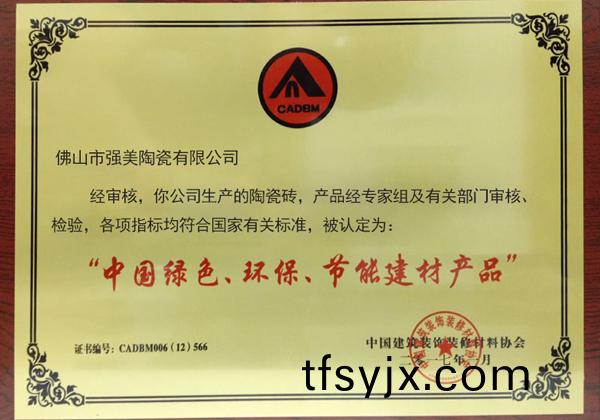 CADBM
佛山市强美陶瓷有限公司
经审核，你公司生产的陶瓷砖，产品经专家组及有关部门审核、
检验，各项指标均符合国家有关标准，被认定为：
“中国绿色、环保、节能建材产品”
证书编号：CADBM006 (12) 566
中国建筑装饰装修材料协会
二〇一七年 月
tfsyjx.com